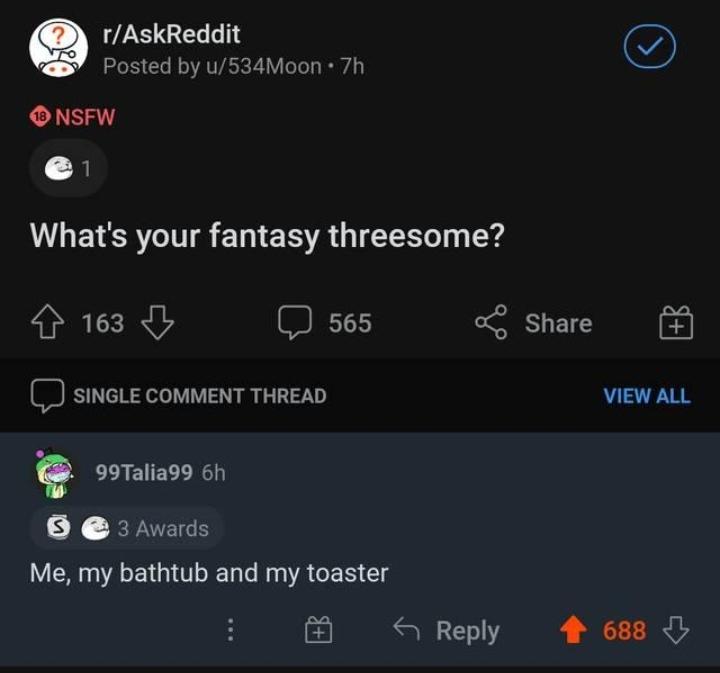 r/AskReddit
Posted by u/534Moon • 7h
18 NSFW
1
What's your fantasy threesome?
163
565
Share
SINGLE COMMENT THREAD
VIEW ALL
99Talia99 6h
S 3 Awards
Me, my bathtub and my toaster
Reply
688